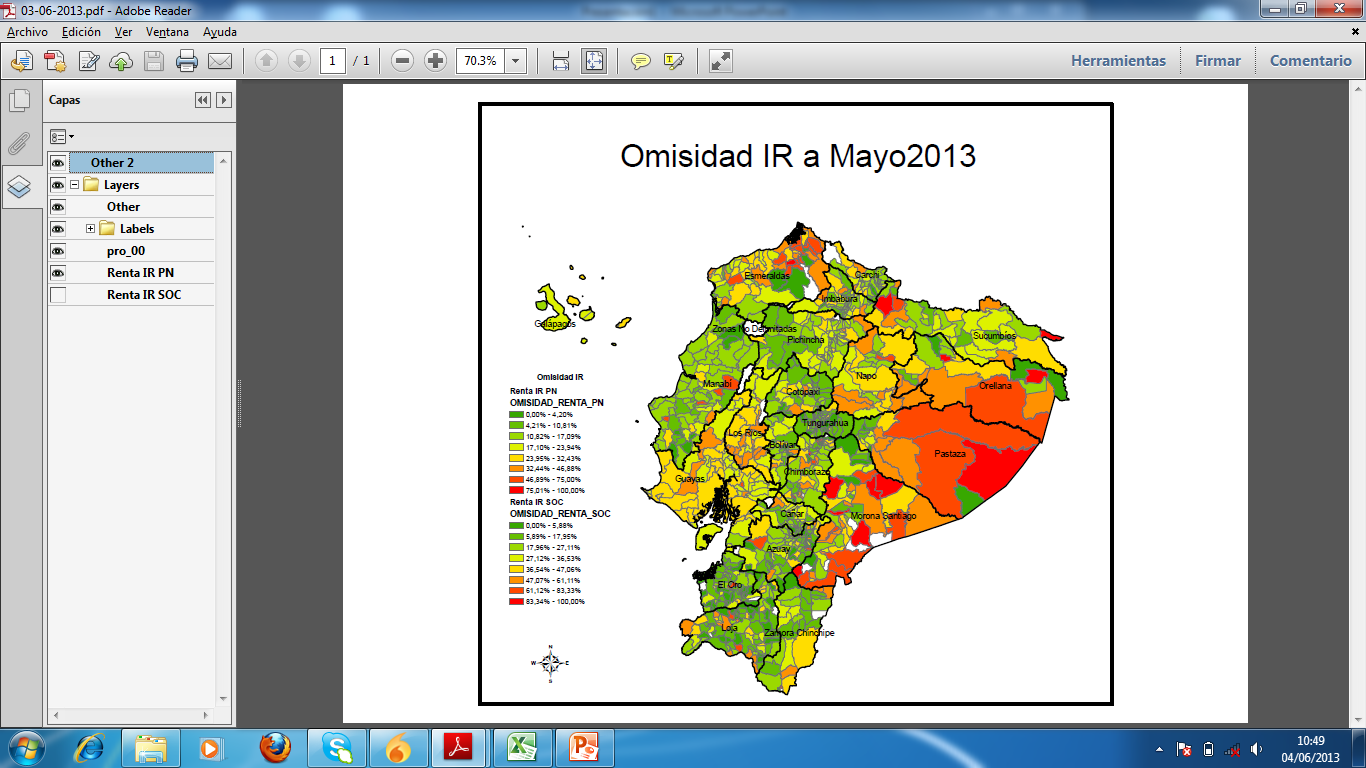 03-06-2013.pdf - Adobe Reader
Archivo Edición Ver Ventana Ayuda
1 / 1 70.3% Herramientas Firmar Comentario
Capas
Other 2
Layers
Other
Labels
pro_00
Renta IR PN
Renta IR SOC
Omisidad IR a Mayo2013
Esmeraldas
Carchi
Imbabura
Galápagos
Zonas No Delimitadas
Pichincha
Sucumbíos
Napo
Orellana
Manabí
Cotopaxi
Tungurahua
Los Ríos
Bolívar
Pastaza
Chimborazo
Guayas
Cañar
Morona Santiago
Azuay
El Oro
Loja
Zamora Chinchipe
Omisidad IR
Renta IR PN
OMISIDAD_RENTA_PN
0,00% - 4,20%
4,21% - 10,81%
10,82% - 17,09%
17,10% - 23,94%
23,95% - 32,43%
32,44% - 46,88%
46,89% - 75,00%
75,01% - 100,00%
Renta IR SOC
OMISIDAD_RENTA_SOC
0,00% - 5,88%
5,89% - 17,95%
17,96% - 27,11%
27,12% - 36,53%
36,54% - 47,06%
47,07% - 61,11%
61,12% - 83,33%
83,34% - 100,00%
N
W E
S
10:49
04/06/2013